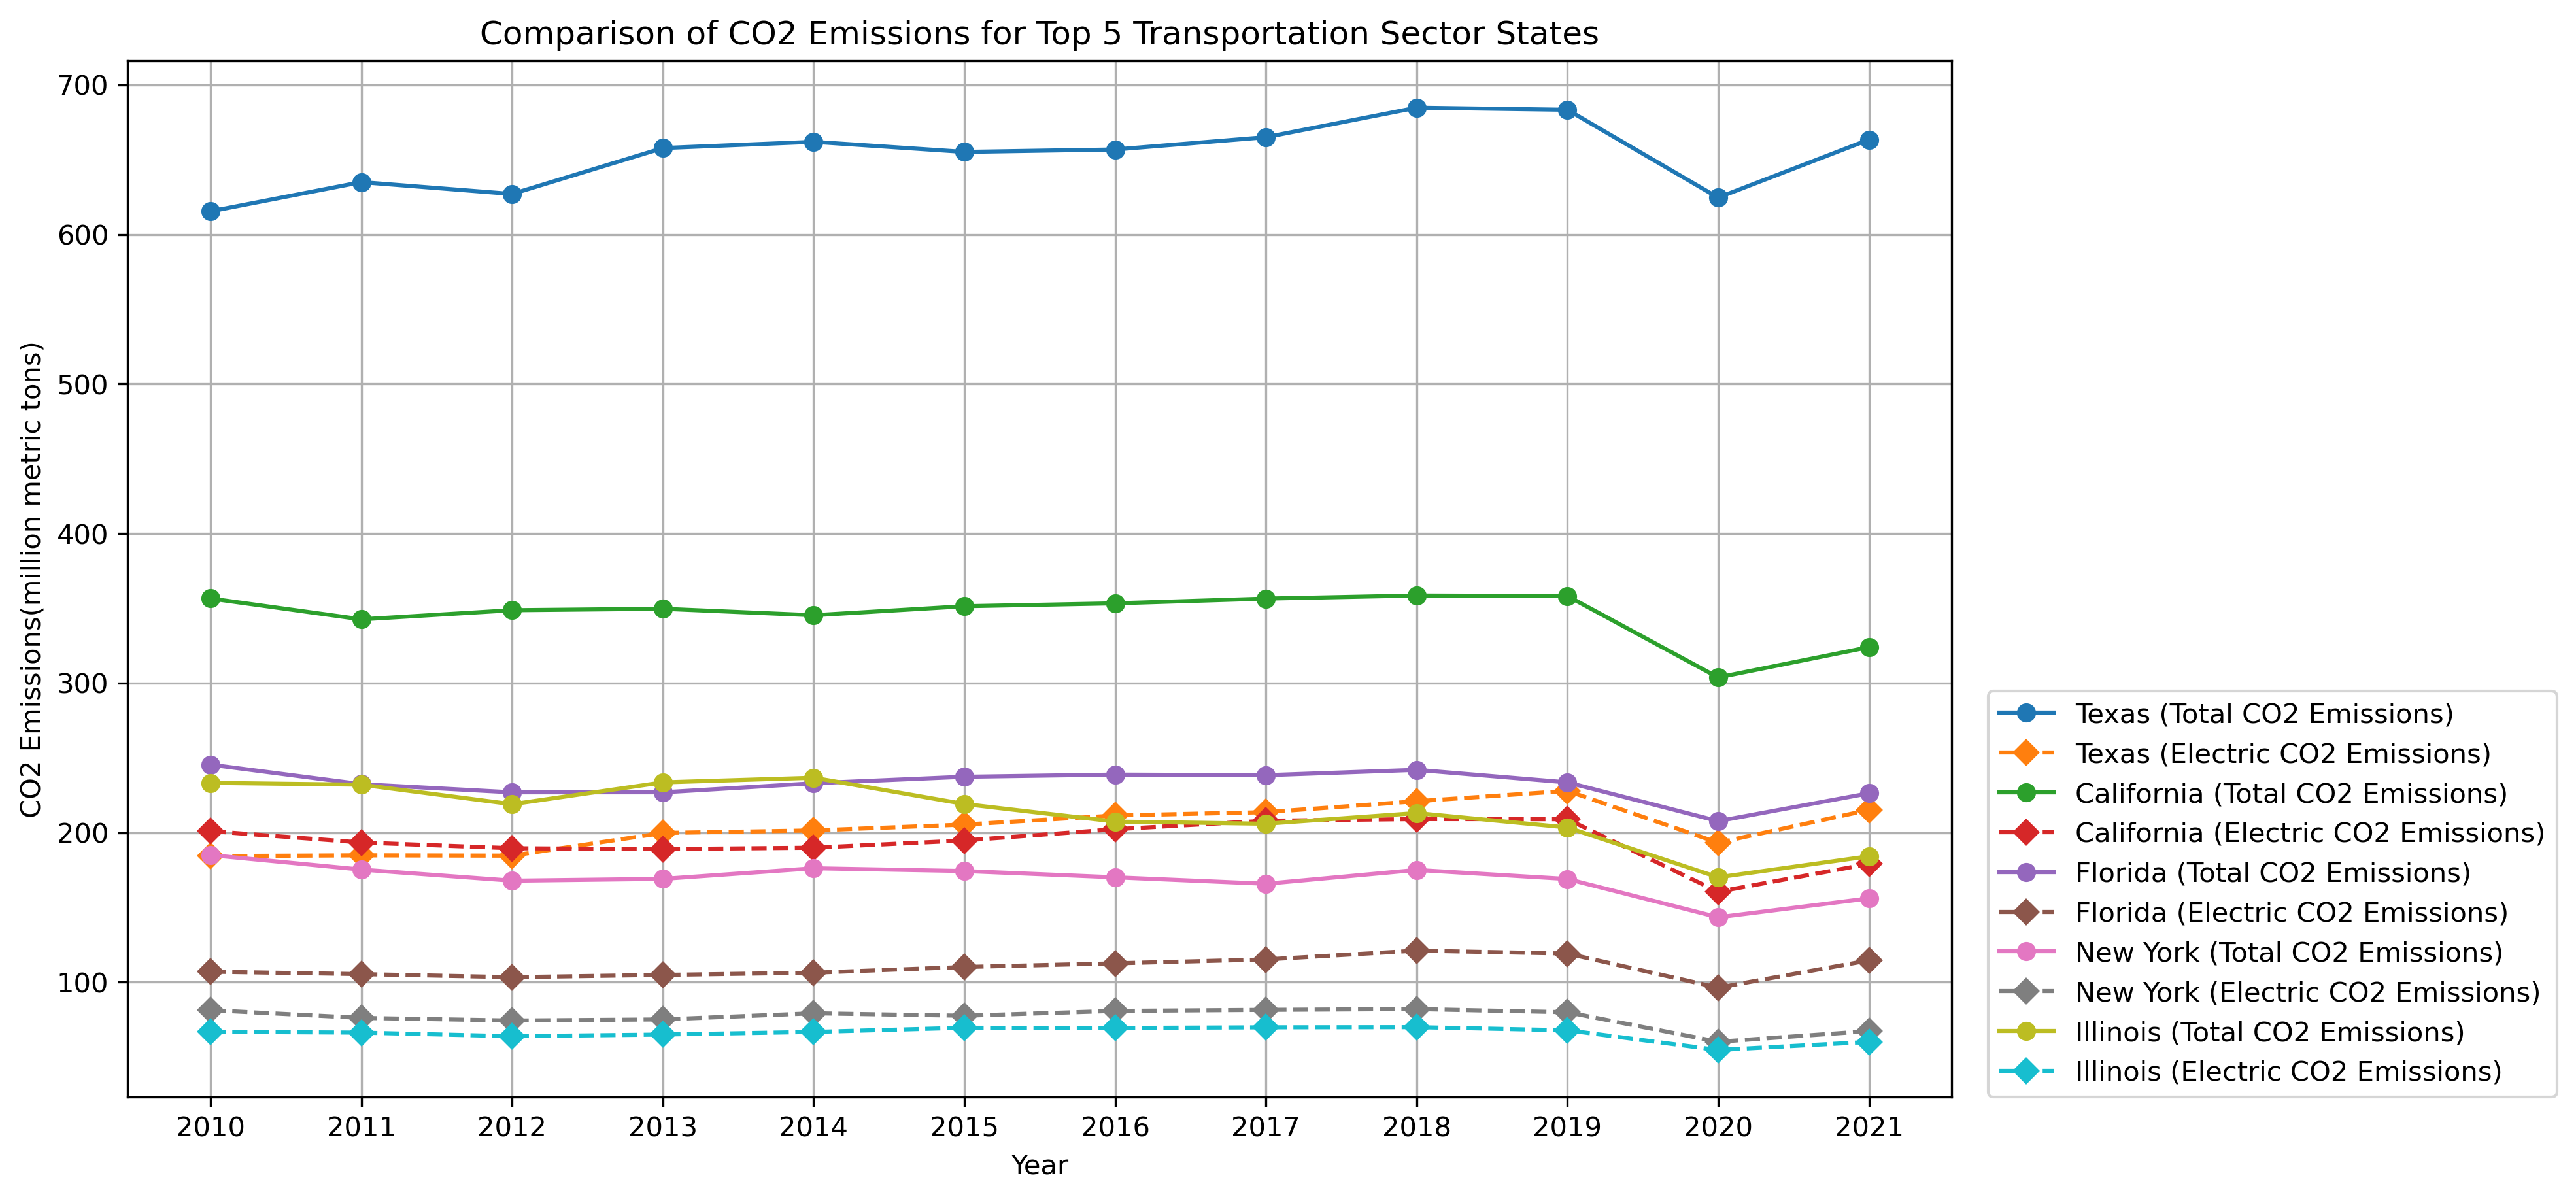 Comparison of CO2 Emissions for Top 5 Transportation Sector States
CO2 Emissions(million metric tons)
700
600
500
400
300
200
100
2010 2011 2012 2013 2014 2015 2016 2017 2018 2019 2020 2021
Year
Texas (Total CO2 Emissions)
Texas (Electric CO2 Emissions)
California (Total CO2 Emissions)
California (Electric CO2 Emissions)
Florida (Total CO2 Emissions)
Florida (Electric CO2 Emissions)
New York (Total CO2 Emissions)
New York (Electric CO2 Emissions)
Illinois (Total CO2 Emissions)
Illinois (Electric CO2 Emissions)